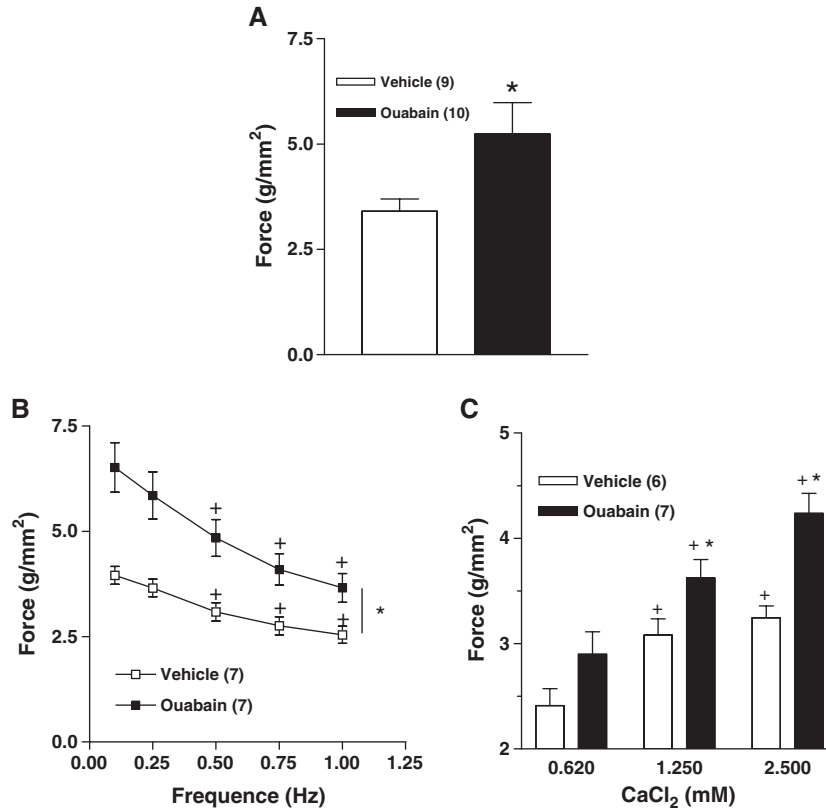 A
7.5
5.0
2.5
0.0
Force (g/mm²)
Vehicle (9)
Ouabain (10)
*
B
7.5
5.0
2.5
0.0
Force (g/mm²)
+
+
+
+
+
+
*
Vehicle (7)
Ouabain (7)
0.00 0.25 0.50 0.75 1.00 1.25
Frequence (Hz)
C
5
4
3
2
Force (g/mm²)
Vehicle (6)
Ouabain (7)
+
+ *
+
+ *
0.620 1.250 2.500
CaCl₂ (mM)